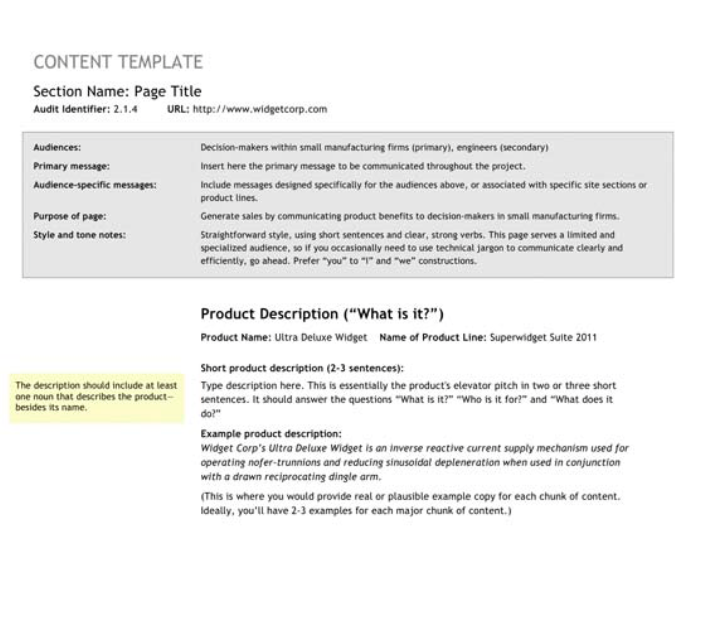 CONTENT TEMPLATE
Section Name: Page Title
Audit Identifier: 2.1.4 URL: http://www.widgetcorp.com
Audiences: Decision-makers within small manufacturing firms (primary), engineers (secondary)
Primary message: Insert here the primary message to be communicated throughout the project.
Audience-specific messages: Include messages designed specifically for the audiences above, or associated with specific site sections or
product lines.
Purpose of page: Generate sales by communicating product benefits to decision-makers in small manufacturing firms.
Style and tone notes: Straightforward style, using short sentences and clear, strong verbs. This page serves a limited and
specialized audience, so if you occasionally need to use technical jargon to communicate clearly and
efficiently, go ahead. Prefer “you” to “I” and “we” constructions.
Product Description (“What is it?”)
Product Name: Ultra Deluxe Widget Name of Product Line: Superwidget Suite 2011
Short product description (2-3 sentences):
The description should include at least
one noun that describes the product—
besides its name.
Type description here. This is essentially the product's elevator pitch in two or three short
sentences. It should answer the questions “What is it?” “Who is it for?” and “What does it
do?”
Example product description:
Widget Corp's Ultra Deluxe Widget is an inverse reactive current supply mechanism used for
operating nofer-trunnions and reducing sinusoidal depleneration when used in conjunction
with a drawn reciprocating dingle arm.
(This is where you would provide real or plausible example copy for each chunk of content.
Ideally, you'll have 2-3 examples for each major chunk of content.)